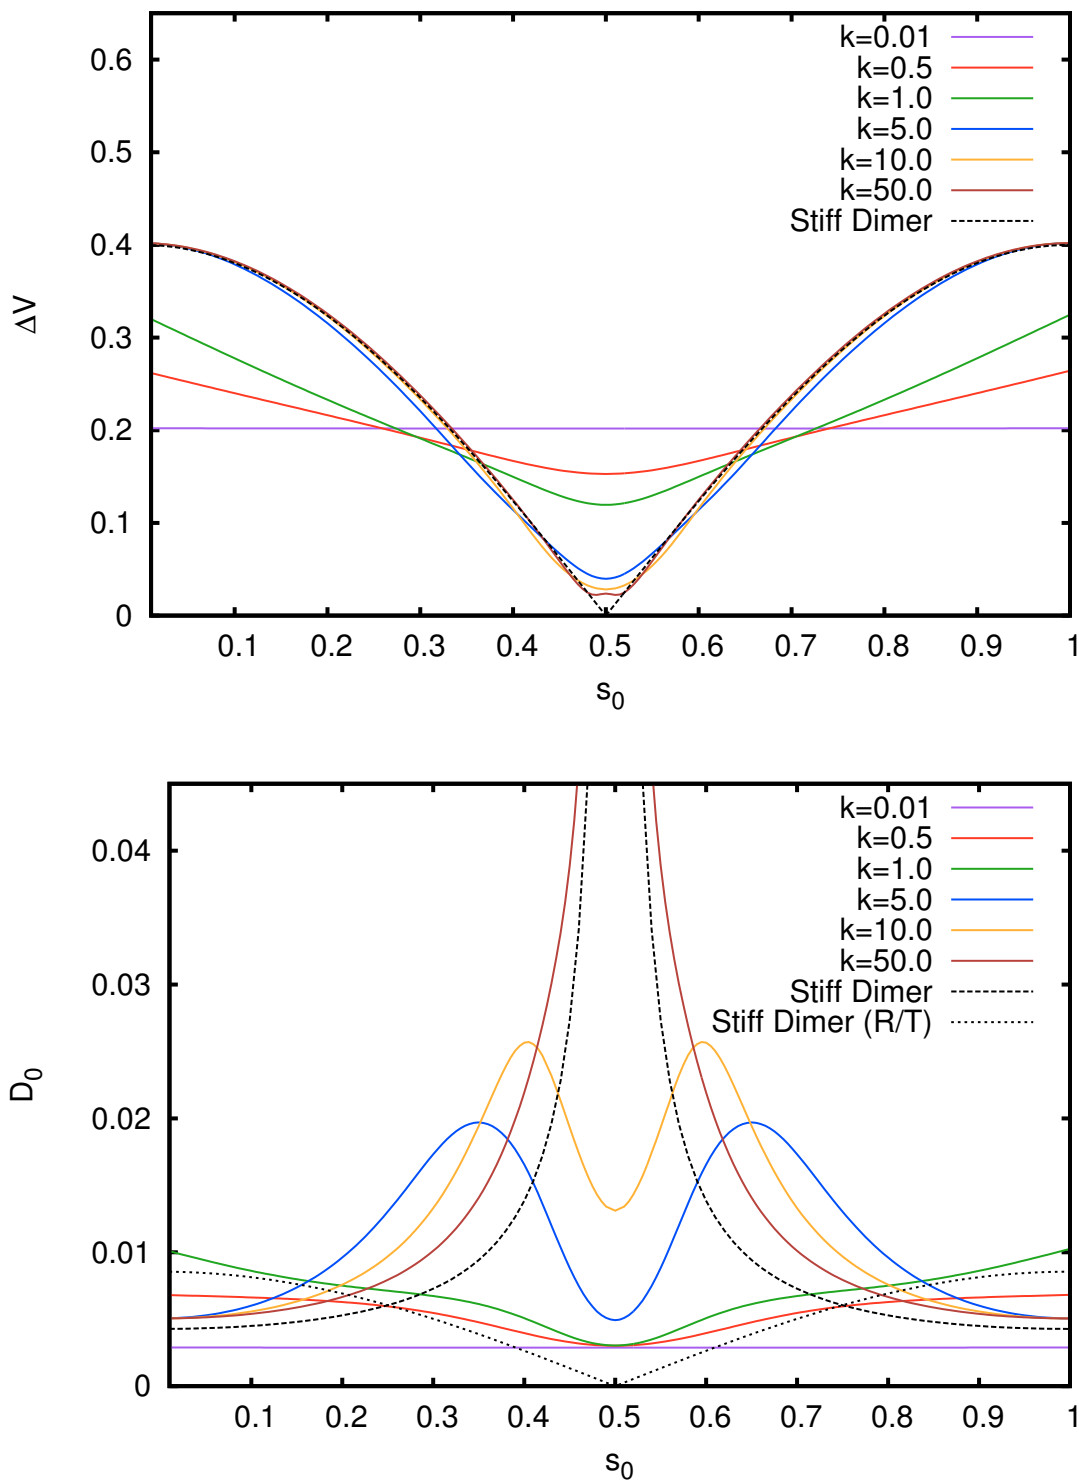 0.6
0.5
0.4
0.3
0.2
0.1
0
ΔV
k=0.01
k=0.5
k=1.0
k=5.0
k=10.0
k=50.0
Stiff Dimer
0.1 0.2 0.3 0.4 0.5 0.6 0.7 0.8 0.9 1
s0
0.04
0.03
0.02
0.01
0
D0
k=0.01
k=0.5
k=1.0
k=5.0
k=10.0
k=50.0
Stiff Dimer
Stiff Dimer (R/T)
0.1 0.2 0.3 0.4 0.5 0.6 0.7 0.8 0.9 1
s0